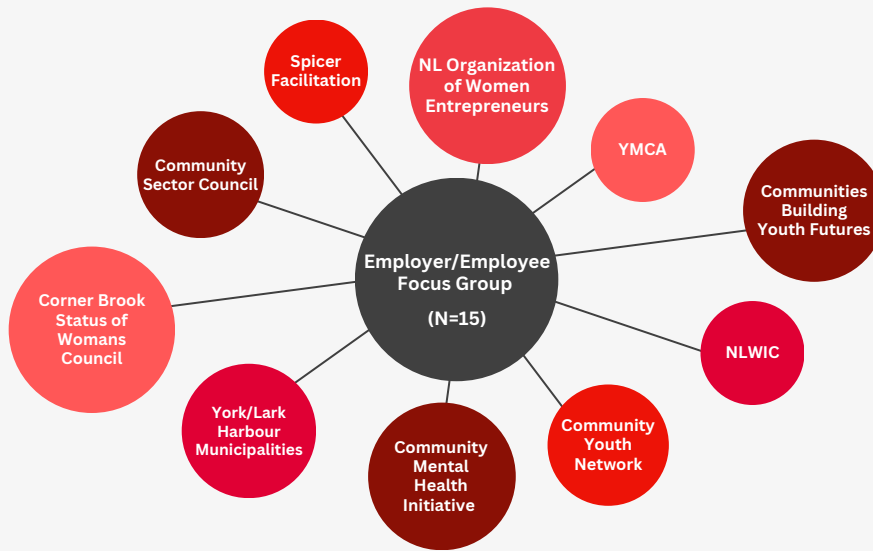 Spicer
Facilitation
NL Organization
of Women
Entrepreneurs
YMCA
Community
Sector Council
Communities
Building
Youth Futures
Employer/Employee
Focus Group
(N=15)
Corner Brook
Status of
Womans
Council
NLWIC
York/Lark
Harbour
Municipalities
Community
Mental
Health
Initiative
Community
Youth
Network